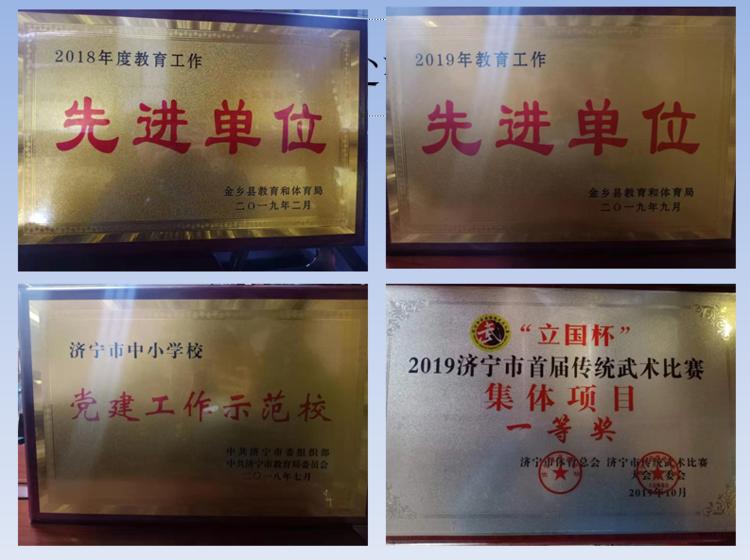 2018年度教育工作
先进单位
金乡县教育和体育局
二〇一九年二月
2019年教育工作
先进单位
金乡县教育和体育局
二〇一九年九月
济宁市中小学校
党建工作示范校
中共济宁市委组织部
中共济宁市教育局委员会
二〇一八年七月
武
“立国杯”
2019济宁市首届传统武术比赛
集体项目
一等奖
济宁市体育总会 济宁市传统武术比赛
大会组委会
2019年10月